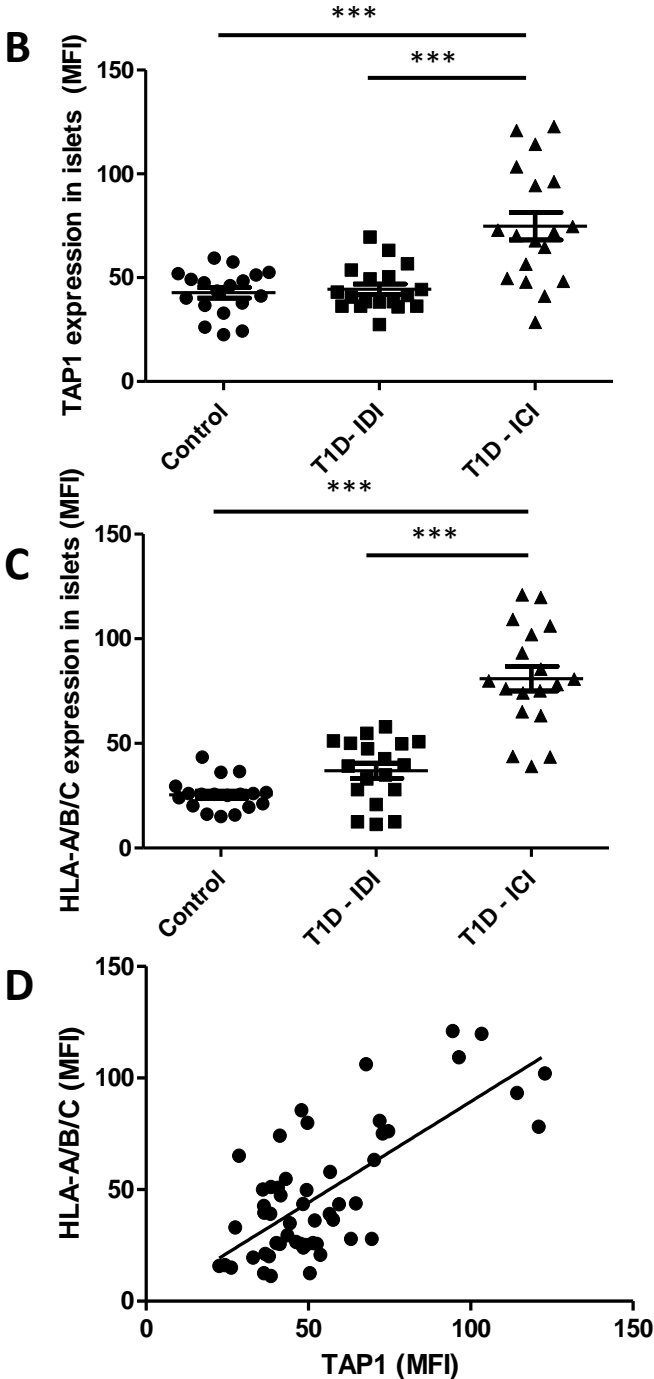 ***
B
***
150
100
50
0
TAP1 expression in islets (MFI)
Control
T1D- IDI
T1D - ICI
***
C
***
150
100
50
0
HLA-A/B/C expression in islets (MFI)
Control
T1D - IDI
T1D - ICI
D
150
100
50
0
HLA-A/B/C (MFI)
0 50 100 150
TAP1 (MFI)